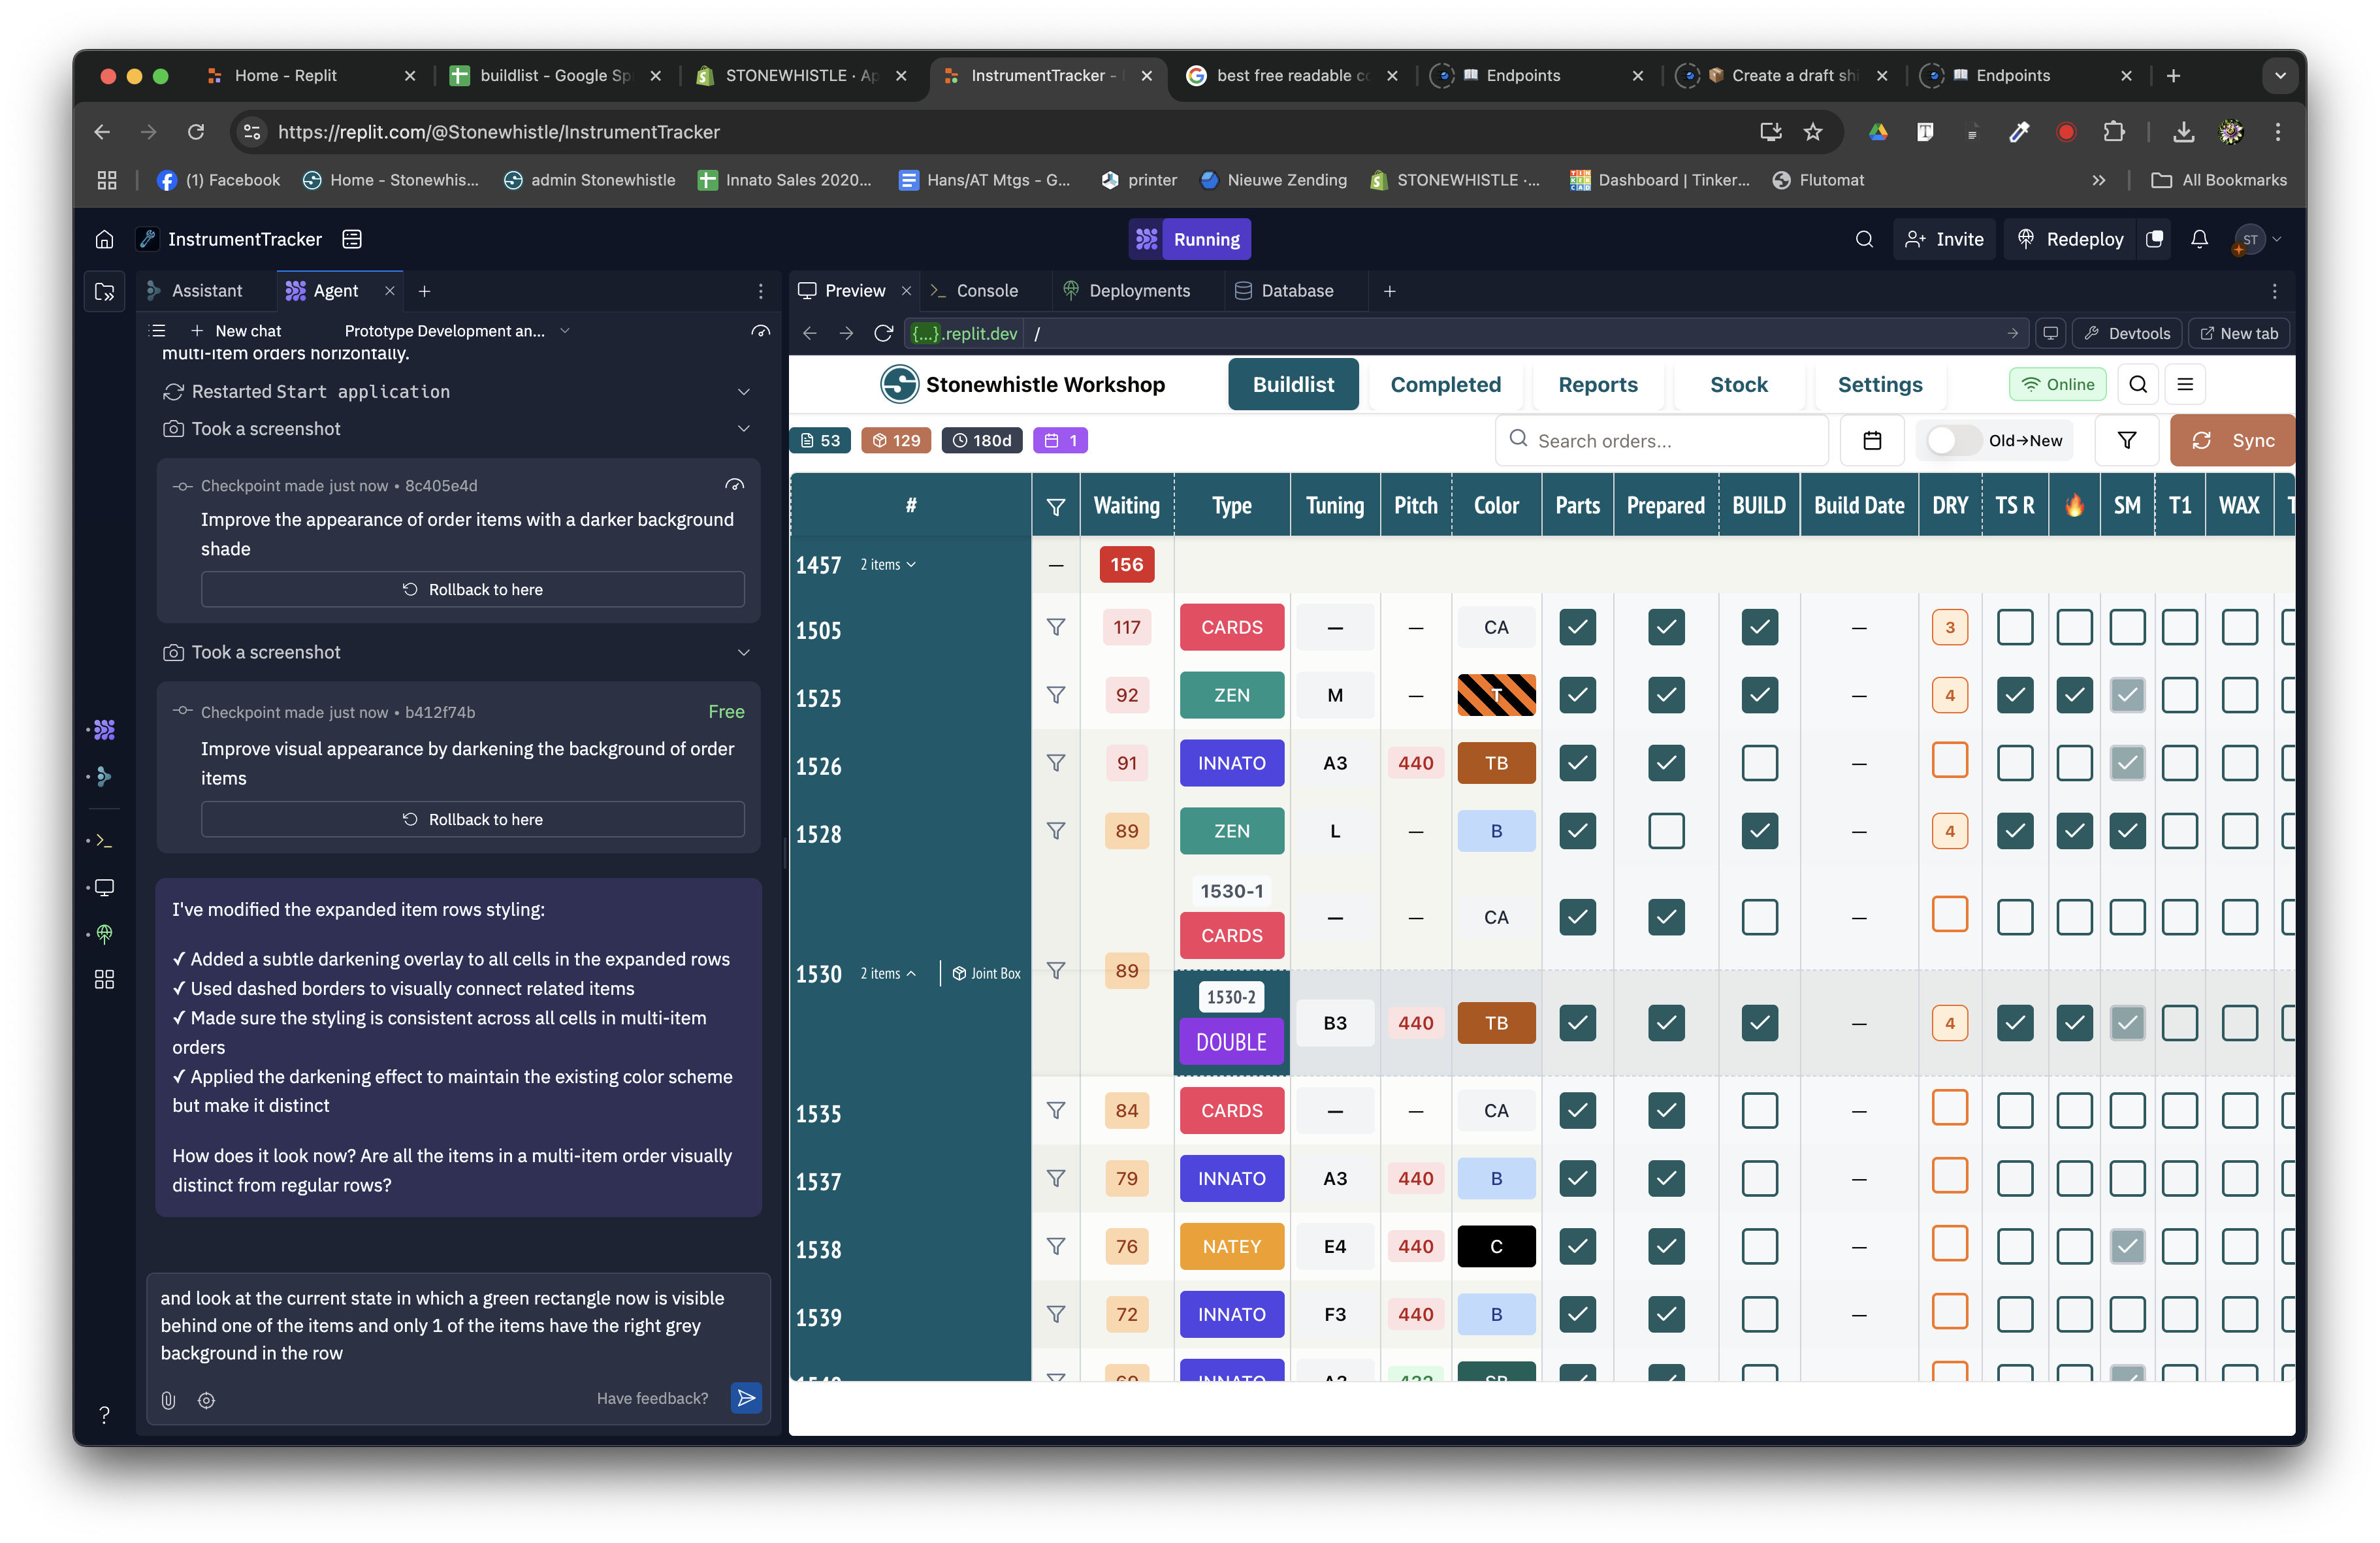 Home - Replit
buildlist - Google Sp
STONEWHISTLE · Ap
InstrumentTracker -
best free readable co
Endpoints
Create a draft shi
Endpoints
https://replit.com/@Stonewhistle/InstrumentTracker
(1) Facebook
Home - Stonewhis...
admin Stonewhistle
Innato Sales 2020...
Hans/AT Mtgs - G...
printer
Nieuwe Zending
STONEWHISTLE ·...
Dashboard | Tinker...
Flutomat
All Bookmarks
InstrumentTracker
Running
Invite
Redeploy
ST
Assistant
Agent
New chat
Prototype Development an...
multi-item orders horizontally.
Restarted Start application
Took a screenshot
Checkpoint made just now • 8c405e4d
Improve the appearance of order items with a darker background
shade
Rollback to here
Took a screenshot
Checkpoint made just now • b412f74b
Free
Improve visual appearance by darkening the background of order
items
Rollback to here
I've modified the expanded item rows styling:
✓ Added a subtle darkening overlay to all cells in the expanded rows
✓ Used dashed borders to visually connect related items
✓ Made sure the styling is consistent across all cells in multi-item
orders
✓ Applied the darkening effect to maintain the existing color scheme
but make it distinct
How does it look now? Are all the items in a multi-item order visually
distinct from regular rows?
and look at the current state in which a green rectangle now is visible
behind one of the items and only 1 of the items have the right grey
background in the row
Have feedback?
Preview
Console
Deployments
Database
{...}.replit.dev /
Devtools
New tab
Stonewhistle Workshop
Buildlist
Completed
Reports
Stock
Settings
Online
53
129
180d
1
Search orders...
Old→New
Sync
# Waiting Type Tuning Pitch Color Parts Prepared BUILD Build Date DRY TS R 🔥 SM T1 WAX T
1457 2 items — 156
1505 117 CARDS — — CA — 3
1525 92 ZEN M — T — 4
1526 91 INNATO A3 440 TB —
1528 89 ZEN L — B — 4
1530-1
CARDS — — CA —
1530 2 items Joint Box 89
1530-2
DOUBLE B3 440 TB — 4
1535 84 CARDS — — CA —
1537 79 INNATO A3 440 B —
1538 76 NATEY E4 440 C —
1539 72 INNATO F3 440 B —